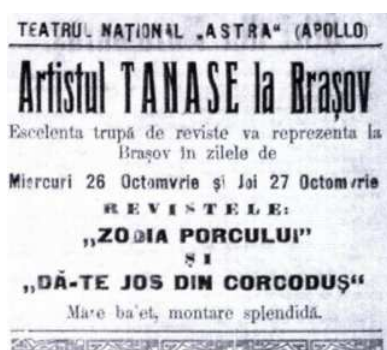 TEATRUL NAȚIONAL „ASTRA“ (APOLLO)
Artistul TANASE la Brașov
Escelenta trupă de reviste va reprezenta la
Brașov în zilele de
Miercuri 26 Octomvrie și Joi 27 Octomvrie
REVISTELE:
„ZODIA PORCULUI”
ȘI
„DĂ-TE JOS DIN CORCODUȘ“
Mare balet, montare splendidă.